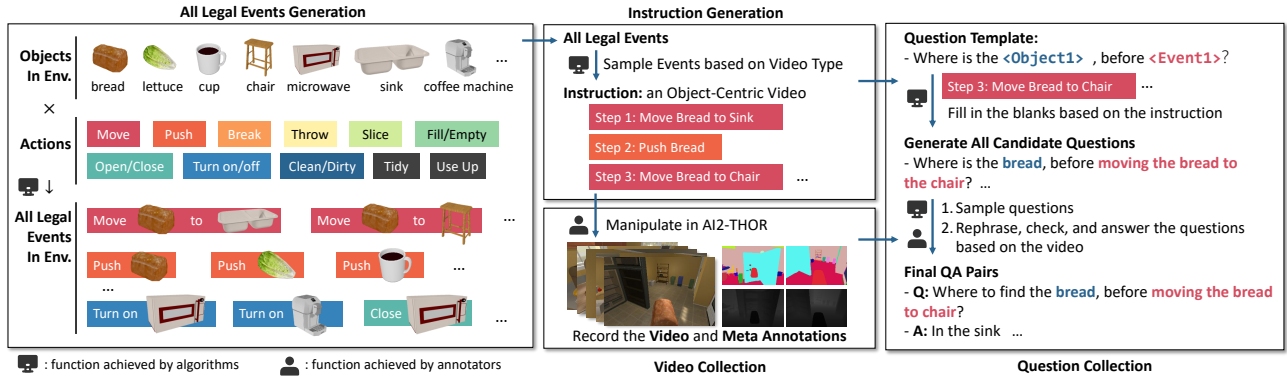 All Legal Events Generation
Objects
In Env.
bread
lettuce
cup
chair
microwave
sink
coffee machine
...
×
Actions
Move
Push
Break
Throw
Slice
Fill/Empty
Open/Close
Turn on/off
Clean/Dirty
Tidy
Use Up
↓
All Legal
Events
In Env.
Move to
Move to
...
Push
Push
Push
...
...
Turn on
Turn on
Close
...
: function achieved by algorithms
: function achieved by annotators
Instruction Generation
All Legal Events
Sample Events based on Video Type
Instruction: an Object-Centric Video
Step 1: Move Bread to Sink
Step 2: Push Bread
Step 3: Move Bread to Chair ...
Manipulate in AI2-THOR
Record the Video and Meta Annotations
Video Collection
Question Template:
- Where is the <Object1> , before <Event1>?
Step 3: Move Bread to Chair ...
Fill in the blanks based on the instruction
Generate All Candidate Questions
- Where is the bread, before moving the bread to
the chair? ...
1. Sample questions
2. Rephrase, check, and answer the questions
based on the video
Final QA Pairs
- Q: Where to find the bread, before moving the bread
to chair?
- A: In the sink ...
Question Collection